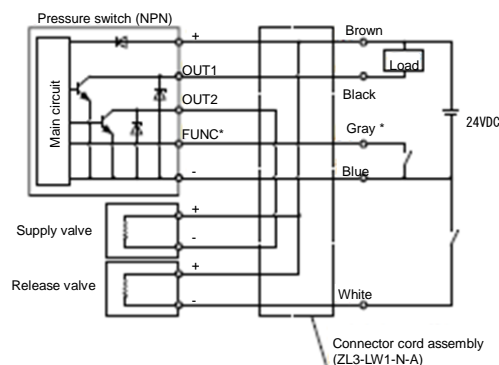 Pressure switch (NPN)
+
Brown
Main circuit
OUT1
Load
Black
OUT2
24VDC
FUNC*
Gray *
-
Blue
+
Supply valve
-
+
Release valve
-
White
Connector cord assembly
(ZL3-LW1-N-A)